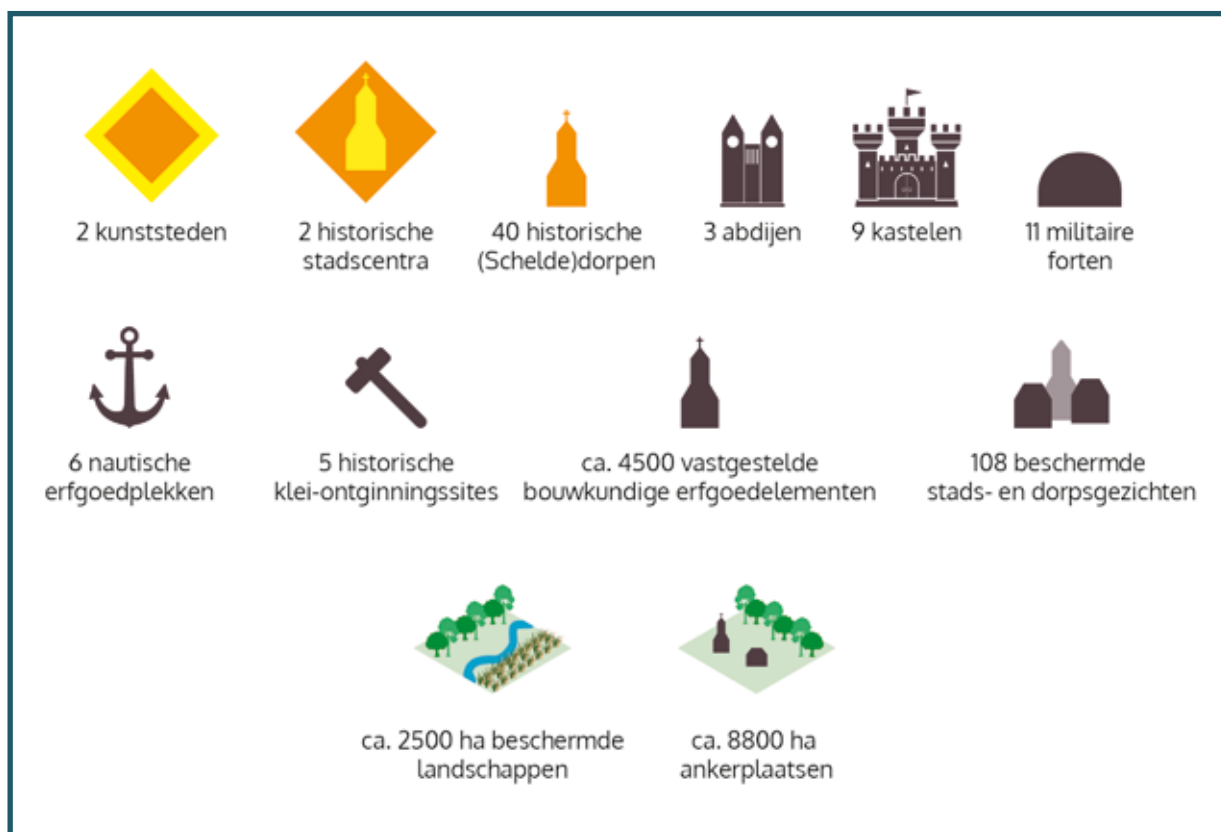 2 kunststeden
2 historische
stadscentra
40 historische
(Schelde)dorpen
3 abdijen
9 kastelen
11 militaire
forten
6 nautische
erfgoedplekken
5 historische
klei-ontginningssites
ca. 4500 vastgestelde
bouwkundige erfgoedelementen
108 beschermde
stads- en dorpsgezichten
ca. 2500 ha beschermde
landschappen
ca. 8800 ha
ankerplaatsen